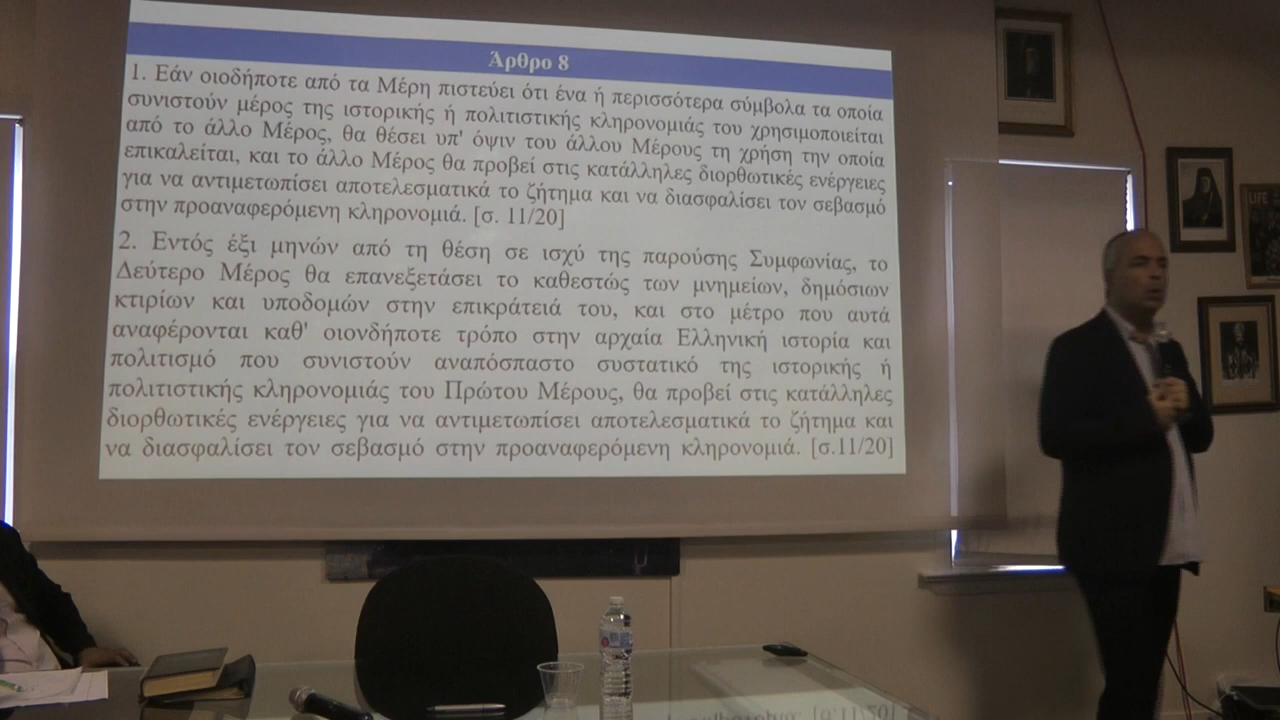 Άρθρο 8
1. Εάν οιοδήποτε από τα Μέρη πιστεύει ότι ένα ή περισσότερα σύμβολα τα οποία
συνιστούν μέρος της ιστορικής ή πολιτιστικής κληρονομιάς του χρησιμοποιείται
από το άλλο Μέρος, θα θέσει υπ' όψιν του άλλου Μέρους τη χρήση την οποία
επικαλείται, και το άλλο Μέρος θα προβεί στις κατάλληλες διορθωτικές ενέργειες
για να αντιμετωπίσει αποτελεσματικά το ζήτημα και να διασφαλίσει τον σεβασμό
στην προαναφερόμενη κληρονομιά. [σ. 11/20]
2. Εντός έξι μηνών από τη θέση σε ισχύ της παρούσης Συμφωνίας, το
Δεύτερο Μέρος θα επανεξετάσει το καθεστώς των μνημείων, δημόσιων
κτιρίων και υποδομών στην επικράτειά του, και στο μέτρο που αυτά
αναφέρονται καθ' οιονδήποτε τρόπο στην αρχαία Ελληνική ιστορία και
πολιτισμό που συνιστούν αναπόσπαστο συστατικό της ιστορικής ή
πολιτιστικής κληρονομιάς του Πρώτου Μέρους, θα προβεί στις κατάλληλες
διορθωτικές ενέργειες για να αντιμετωπίσει αποτελεσματικά το ζήτημα και
να διασφαλίσει τον σεβασμό στην προαναφερόμενη κληρονομιά. [σ.11/20]
LIFE